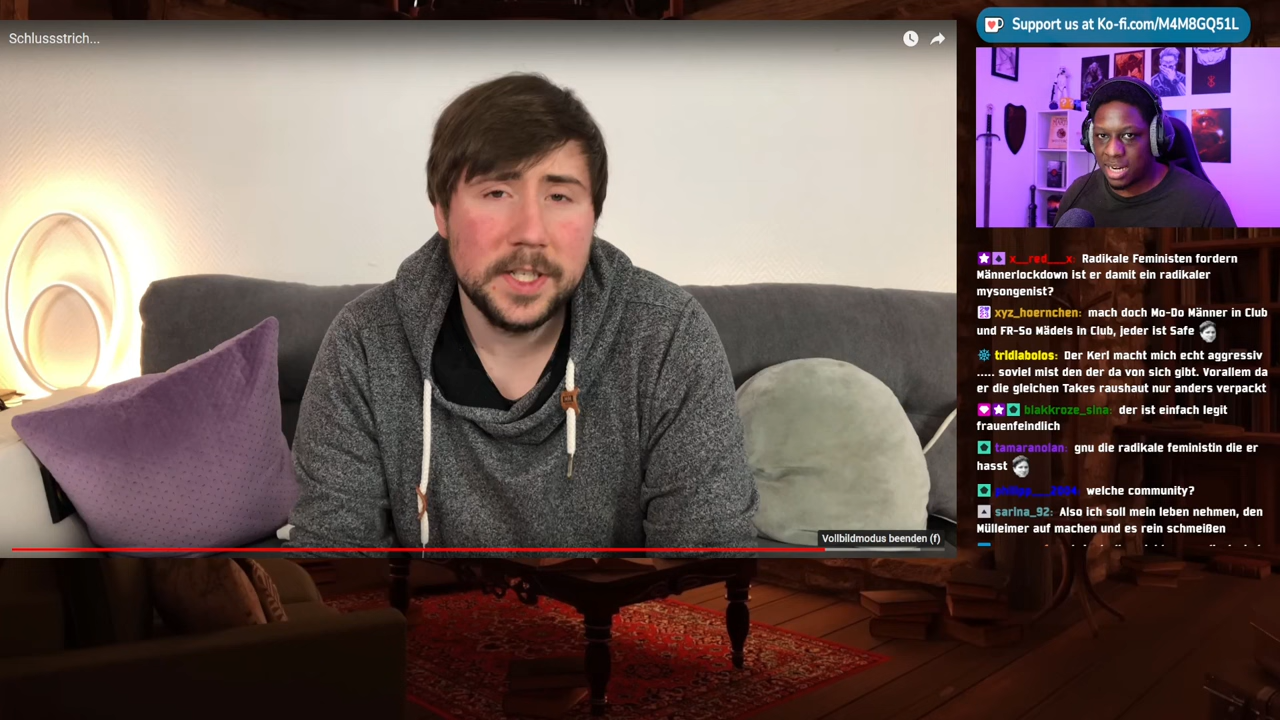 Schlussstrich...
Support us at Ko-fi.com/M4M8GQ51L
x__red___x: Radikale Feministen fordern
Männerlockdown ist er damit ein radikaler
mysongenist?
xyz_hoernchen: mach doch Mo-Do Männer in Club
und FR-So Mädels in Club, jeder ist Safe
tridiabolos: Der Kerl macht mich echt aggressiv
..... soviel mist den der da von sich gibt. Vorallem da
er die gleichen Takes raushaut nur anders verpackt
blakkroze_sina: der ist einfach legit
frauenfeindlich
tamaranolan: gnu die radikale feministin die er
hasst
welche community?
sarina_92: Also ich soll mein leben nehmen, den
Mülleimer auf machen und es rein schmeißen
Vollbildmodus beenden (f)